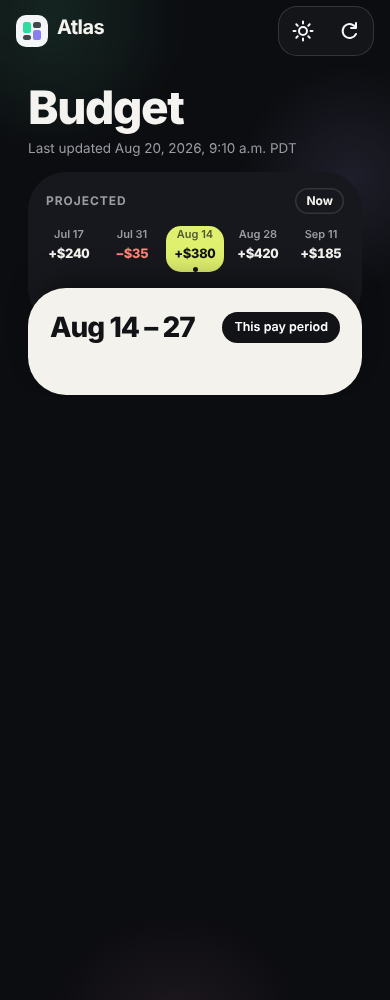 Atlas
Budget
Last updated Aug 20, 2026, 9:10 a.m. PDT
PROJECTED Now
Jul 17 Jul 31 Aug 14 Aug 28 Sep 11
+$240 –$35 +$380 +$420 +$185
Aug 14 – 27 This pay period